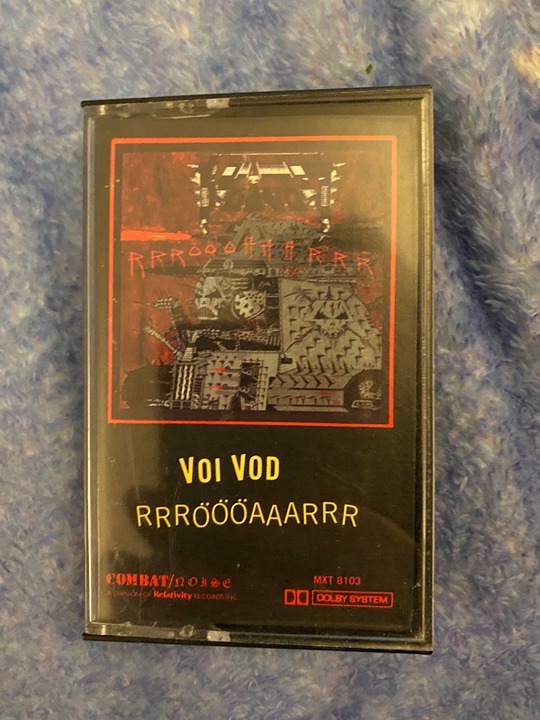 RRRÖÖÖAAARRR
VOI VOD
RRRÖÖÖAAARRR
COMBAT/NOISE
A DIVISION OF Relativity RECORDS INC
MXT 8103
DOLBY SYSTEM